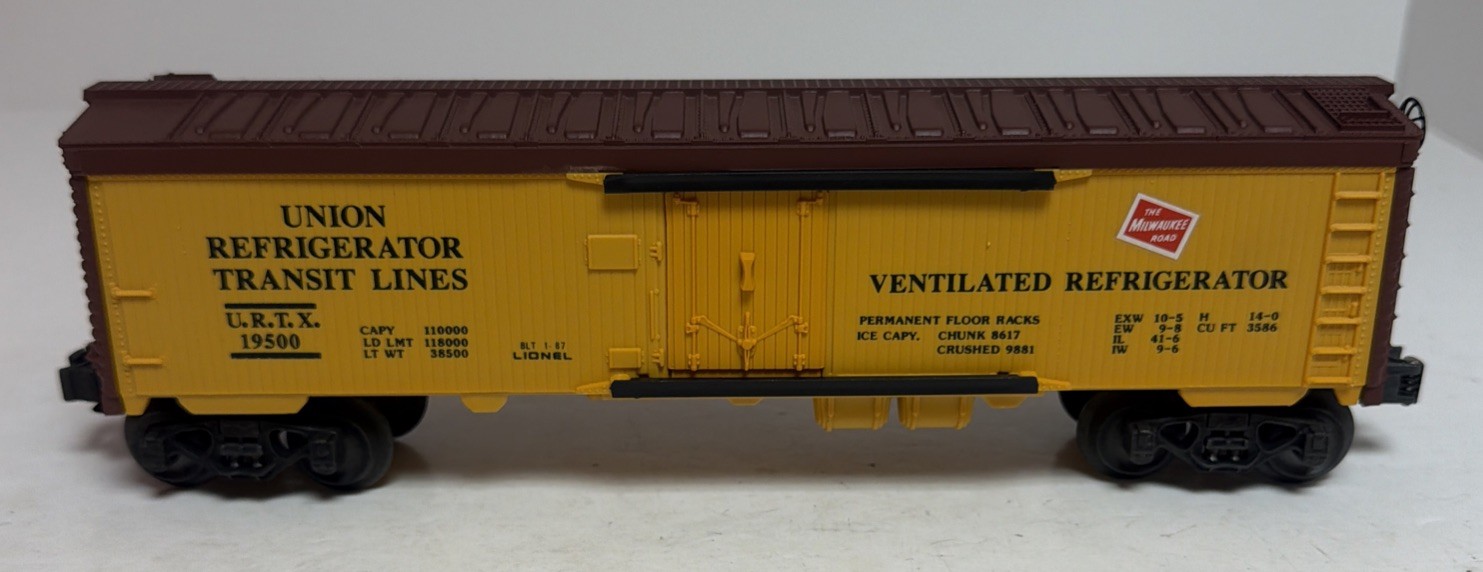 UNION
REFRIGERATOR
TRANSIT LINES
U.R.T.X.
19500
CAPY 110000
LD LMT 118000
LT WT 38500
BLT 1-87
LIONEL
THE
MILWAUKEE
ROAD
VENTILATED REFRIGERATOR
PERMANENT FLOOR RACKS
ICE CAPY. CHUNK 8617
CRUSHED 9881
EXW 10-5 H 14-0
EW 9-8 CU FT 3586
IL 41-6
IW 9-6